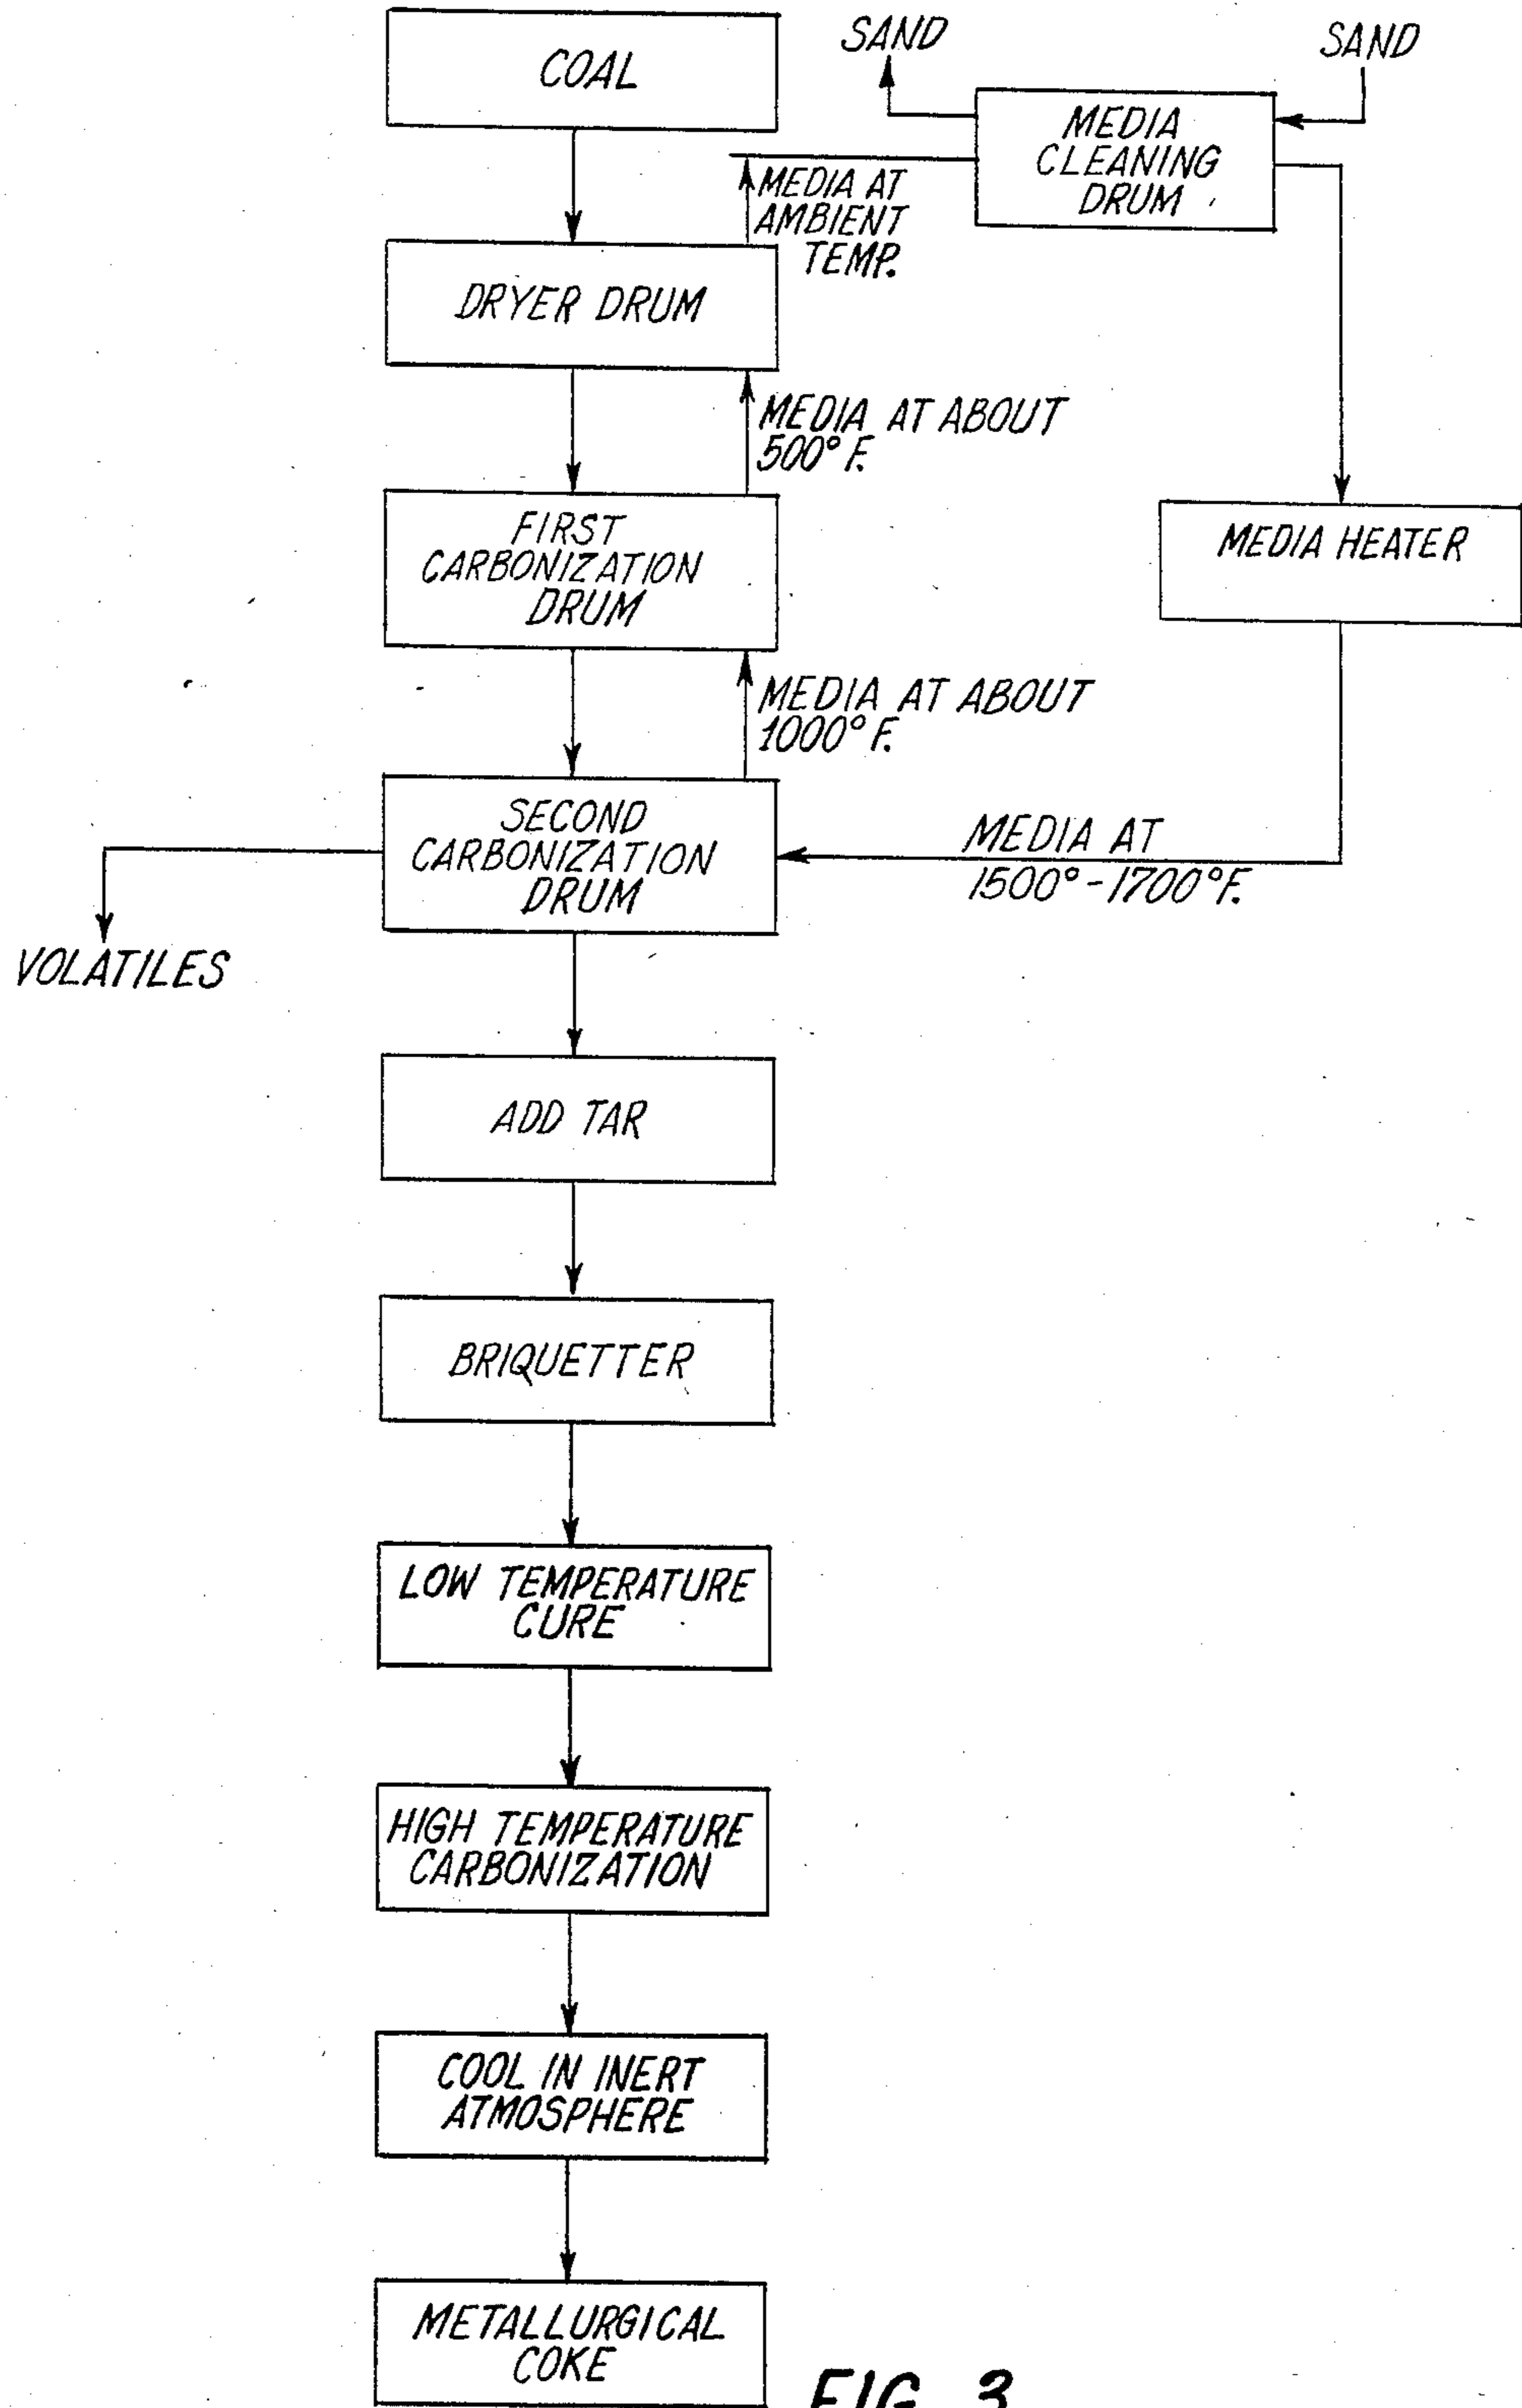 COAL
SAND
SAND
MEDIA
CLEANING
DRUM
MEDIA AT
AMBIENT
TEMP.
DRYER DRUM
MEDIA AT ABOUT
500° F.
FIRST
CARBONIZATION
DRUM
MEDIA HEATER
MEDIA AT ABOUT
1000° F.
SECOND
CARBONIZATION
DRUM
MEDIA AT
1500° - 1700° F.
VOLATILES
ADD TAR
BRIQUETTER
LOW TEMPERATURE
CURE
HIGH TEMPERATURE
CARBONIZATION
COOL IN INERT
ATMOSPHERE
METALLURGICAL
COKE
FIG. 3